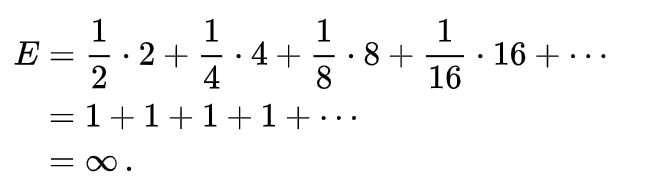 E = 1/2 · 2 + 1/4 · 4 + 1/8 · 8 + 1/16 · 16 + ···
= 1 + 1 + 1 + 1 + ···
= ∞ .